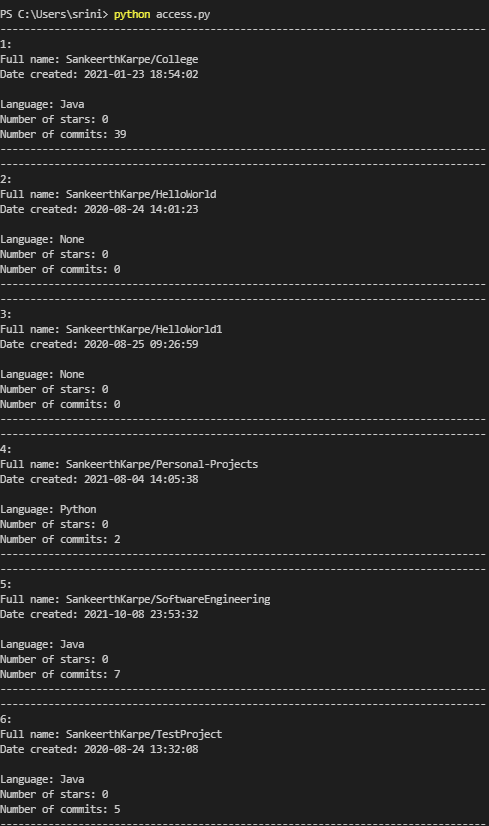 PS C:\Users\srini> python access.py
---------------------------------------------------------------------------------
1:
Full name: SankeerthKarpe/College
Date created: 2021-01-23 18:54:02

Language: Java
Number of stars: 0
Number of commits: 39
---------------------------------------------------------------------------------
---------------------------------------------------------------------------------
2:
Full name: SankeerthKarpe/HelloWorld
Date created: 2020-08-24 14:01:23

Language: None
Number of stars: 0
Number of commits: 0
---------------------------------------------------------------------------------
---------------------------------------------------------------------------------
3:
Full name: SankeerthKarpe/HelloWorld1
Date created: 2020-08-25 09:26:59

Language: None
Number of stars: 0
Number of commits: 0
---------------------------------------------------------------------------------
---------------------------------------------------------------------------------
4:
Full name: SankeerthKarpe/Personal-Projects
Date created: 2021-08-04 14:05:38

Language: Python
Number of stars: 0
Number of commits: 2
---------------------------------------------------------------------------------
---------------------------------------------------------------------------------
5:
Full name: SankeerthKarpe/SoftwareEngineering
Date created: 2021-10-08 23:53:32

Language: Java
Number of stars: 0
Number of commits: 7
---------------------------------------------------------------------------------
---------------------------------------------------------------------------------
6:
Full name: SankeerthKarpe/TestProject
Date created: 2020-08-24 13:32:08

Language: Java
Number of stars: 0
Number of commits: 5
---------------------------------------------------------------------------------